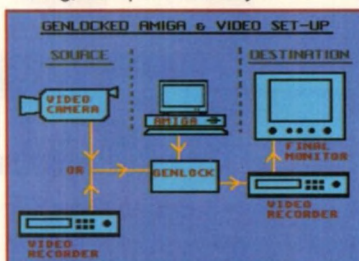 GENLOCKED AMIGA & VIDEO SET-UP
SOURCE
DESTINATION
VIDEO
CAMERA
AMIGA
FINAL
MONITOR
OR
GENLOCK
VIDEO
RECORDER
VIDEO
RECORDER